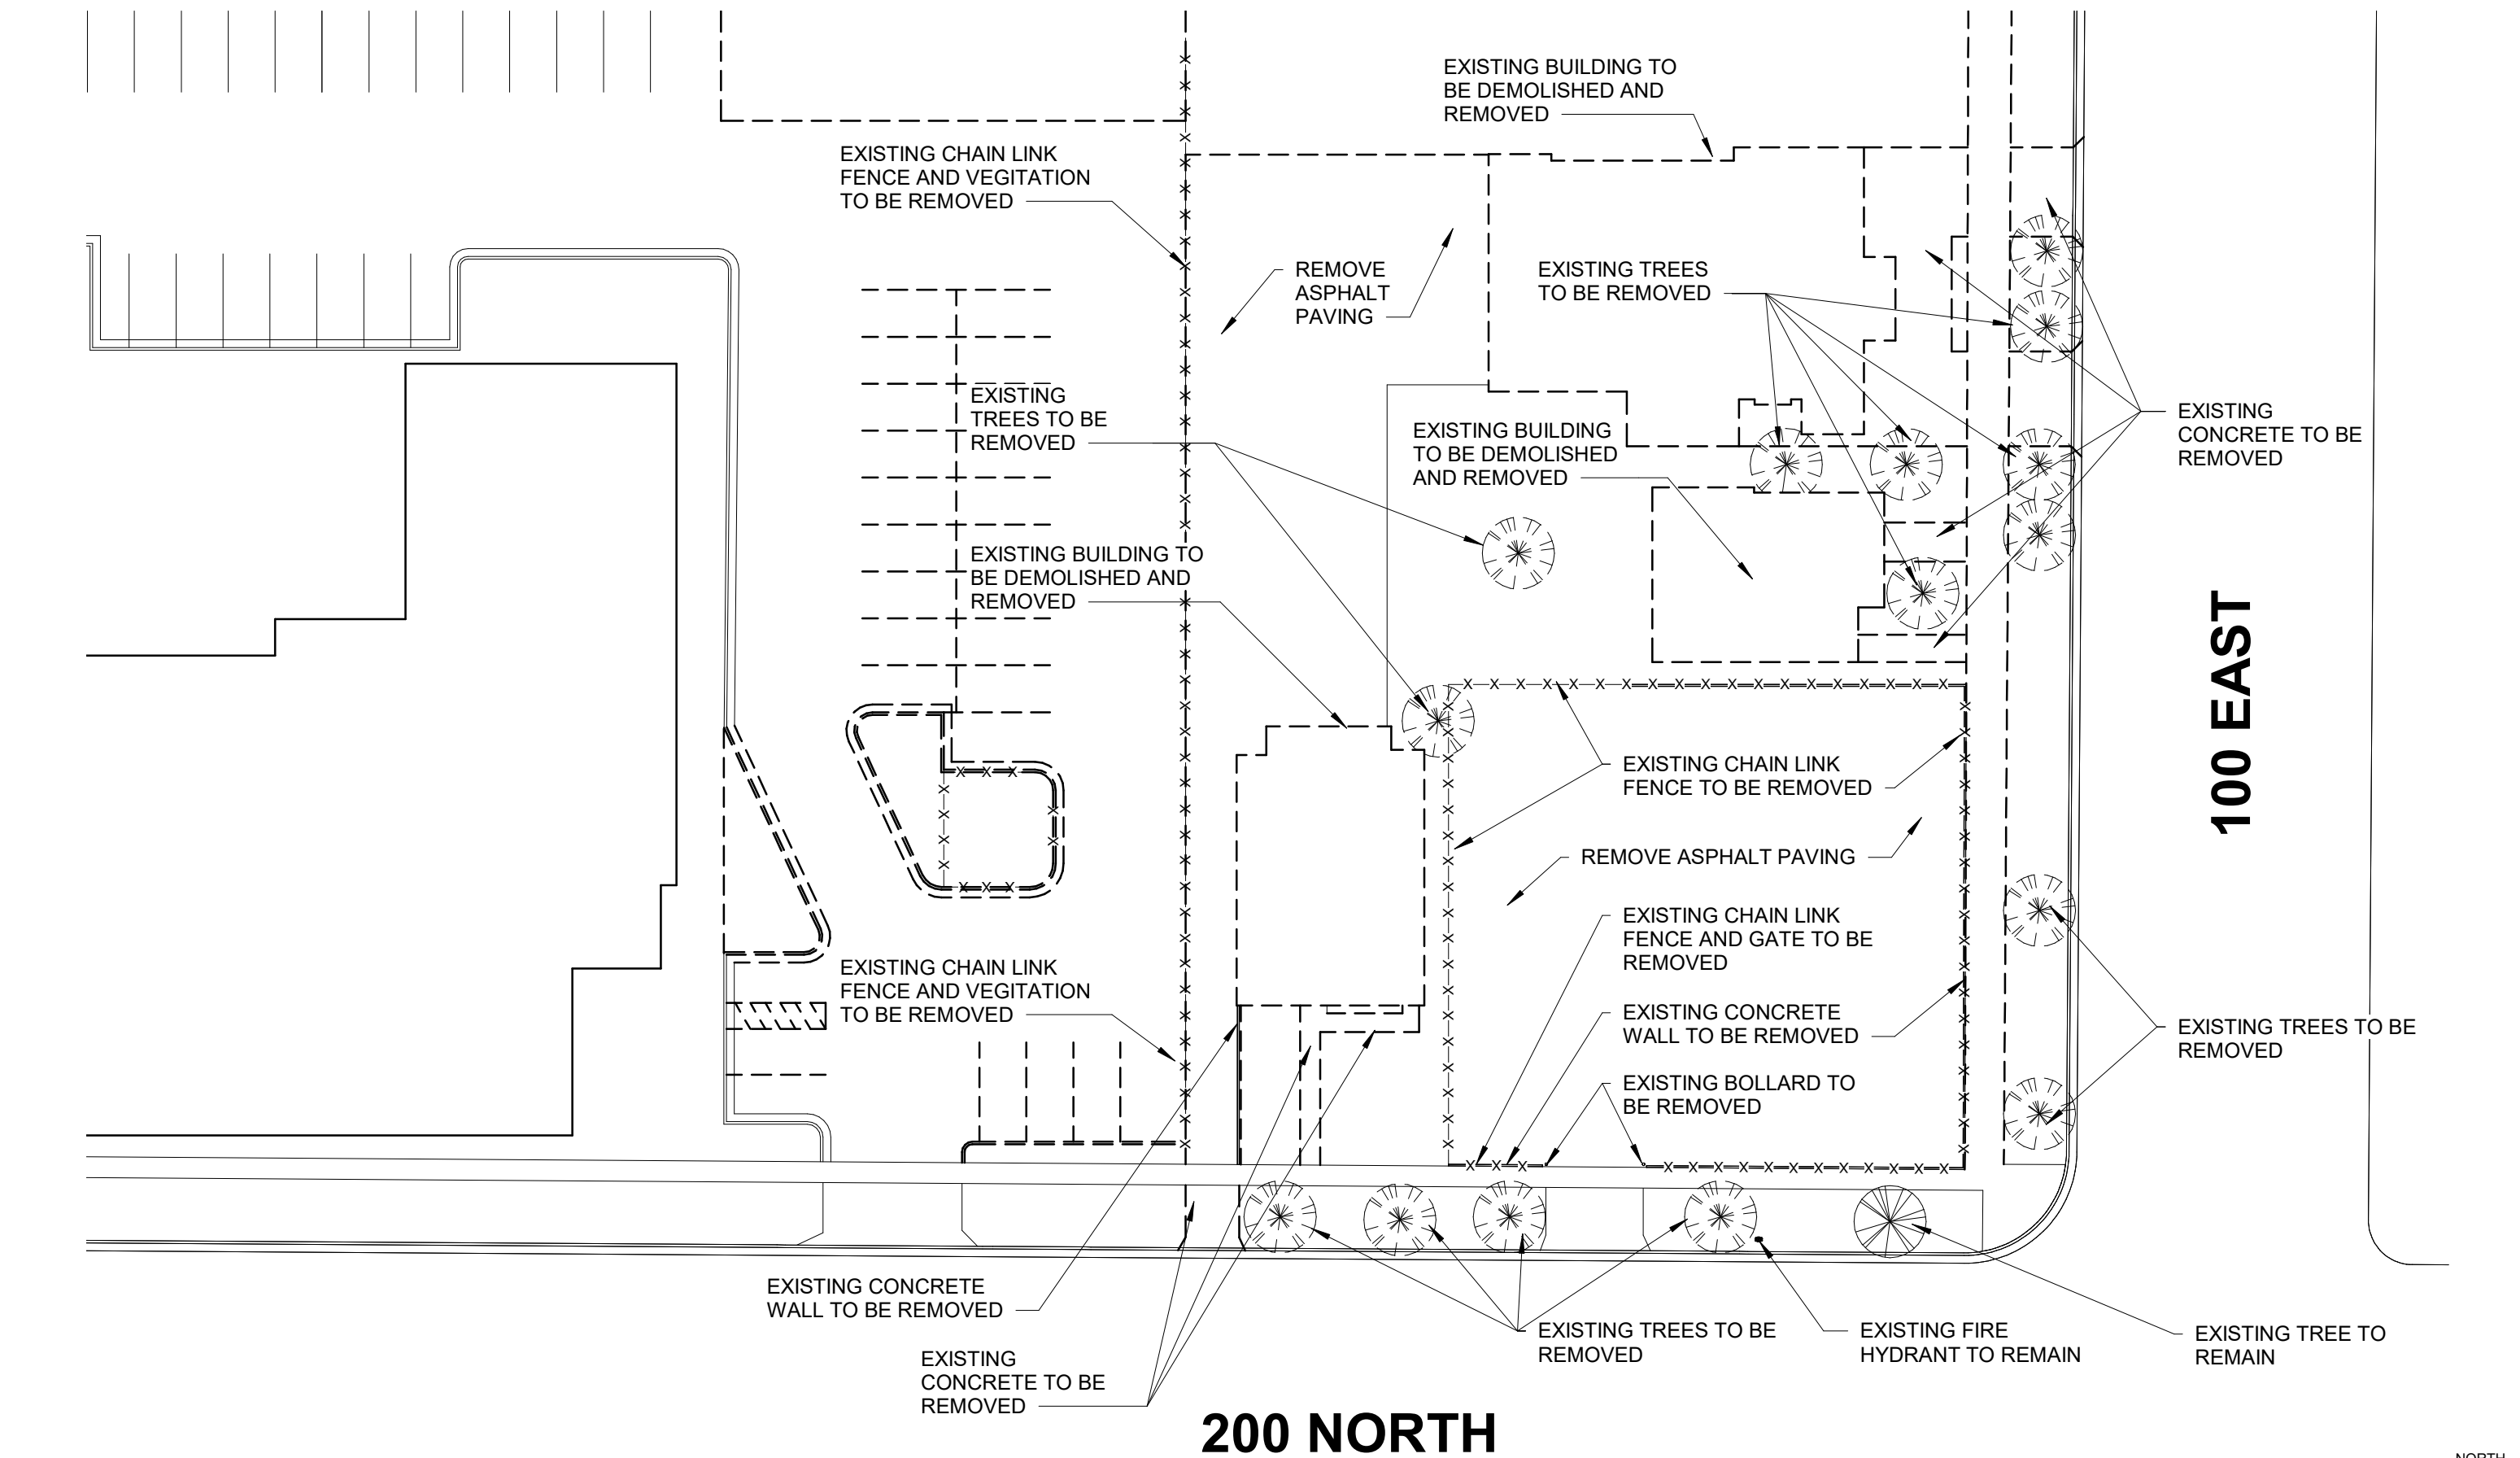 EXISTING BUILDING TO
BE DEMOLISHED AND
REMOVED
EXISTING CHAIN LINK
FENCE AND VEGITATION
TO BE REMOVED
REMOVE
ASPHALT
PAVING
EXISTING TREES
TO BE REMOVED
EXISTING
TREES TO BE
REMOVED
EXISTING BUILDING
TO BE DEMOLISHED
AND REMOVED
EXISTING
CONCRETE TO BE
REMOVED
EXISTING BUILDING TO
BE DEMOLISHED AND
REMOVED
100 EAST
EXISTING CHAIN LINK
FENCE TO BE REMOVED
REMOVE ASPHALT PAVING
EXISTING CHAIN LINK
FENCE AND GATE TO BE
REMOVED
EXISTING CHAIN LINK
FENCE AND VEGITATION
TO BE REMOVED
EXISTING CONCRETE
WALL TO BE REMOVED
EXISTING TREES TO BE
REMOVED
EXISTING BOLLARD TO
BE REMOVED
EXISTING CONCRETE
WALL TO BE REMOVED
EXISTING TREES TO BE
REMOVED
EXISTING FIRE
HYDRANT TO REMAIN
EXISTING TREE TO
REMAIN
EXISTING
CONCRETE TO BE
REMOVED
200 NORTH
NORTH